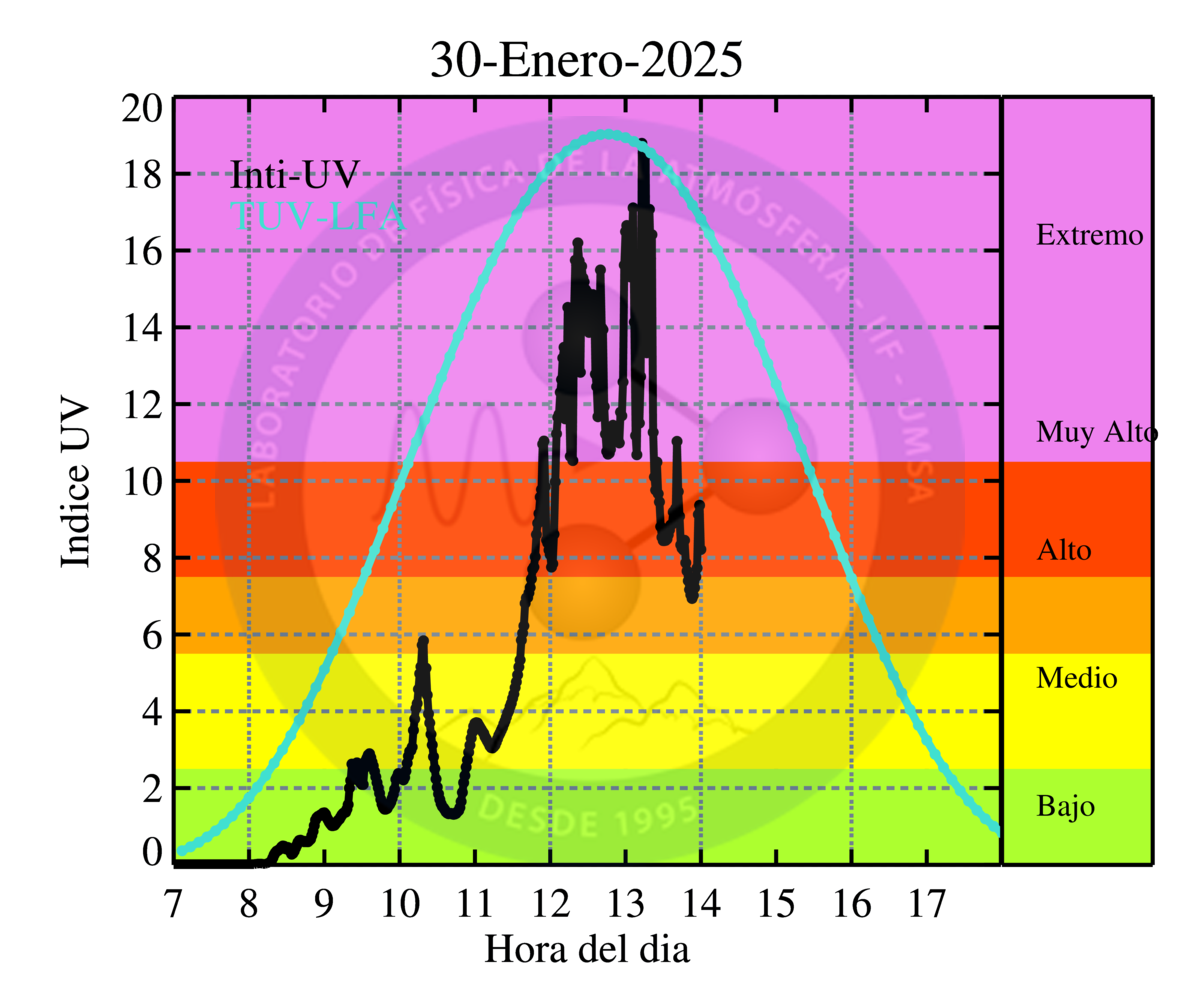 30-Enero-2025
Inti-UV
TUV-LFA
LABORATORIO DE FÍSICA DE LA ATMÓSFERA - IIF - UMSA
DESDE 1995
Indice UV
20
18
16
14
12
10
8
6
4
2
0
Extremo
Muy Alto
Alto
Medio
Bajo
7 8 9 10 11 12 13 14 15 16 17
Hora del dia